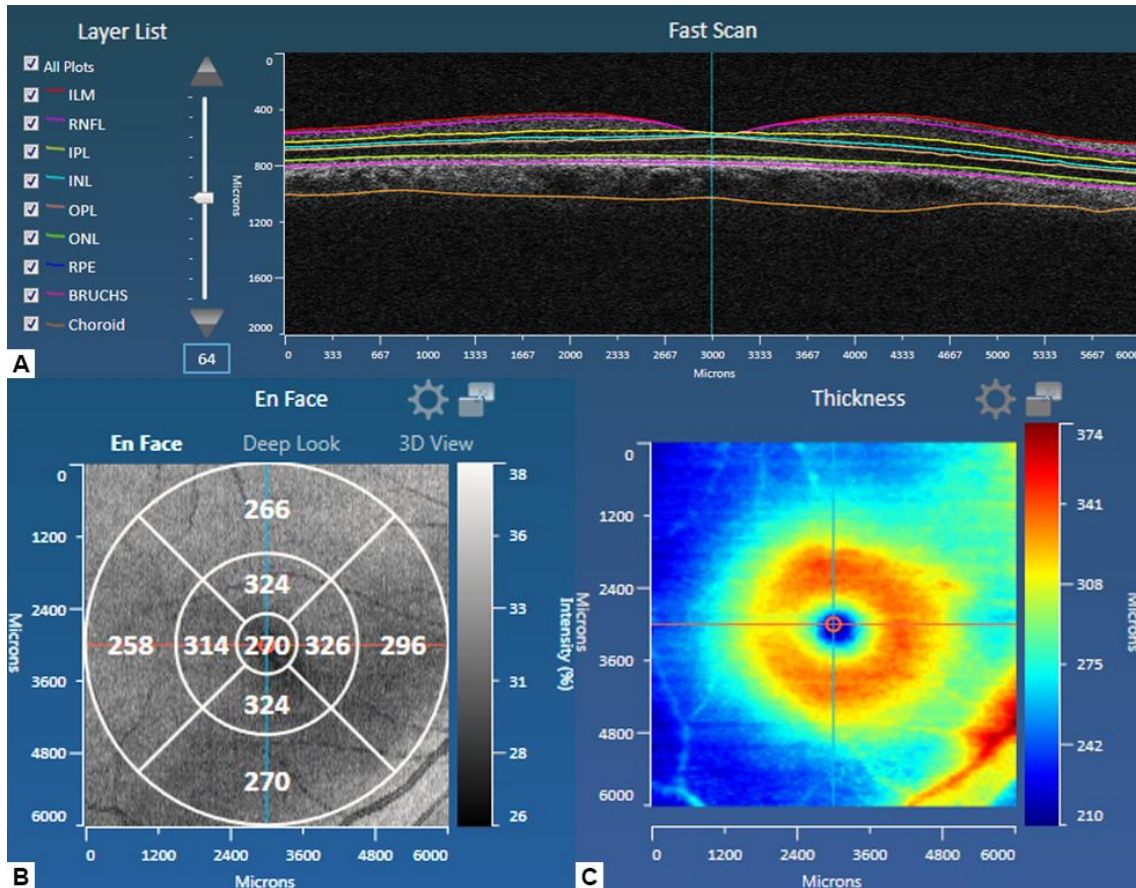 Layer List
All Plots
ILM
RNFL
IPL
INL
OPL
ONL
RPE
BRUCHS
Choroid
64
A
Fast Scan
0
400
800
1200
1600
2000
Microns
0 333 667 1000 1333 1667 2000 2333 2667 3000 3333 3667 4000 4333 4667 5000 5333 5667 6000
Microns
En Face
En Face Deep Look 3D View
0
1200
2400
3600
4800
6000
Microns
266
324
258 314 270 326 296
324
270
38
36
33
31
28
26
Intensity (%)
0 1200 2400 3600 4800 6000
Microns
B
Thickness
0
1200
2400
3600
4800
6000
Microns
374
341
308
275
242
210
Microns
0 1200 2400 3600 4800 6000
Microns
C